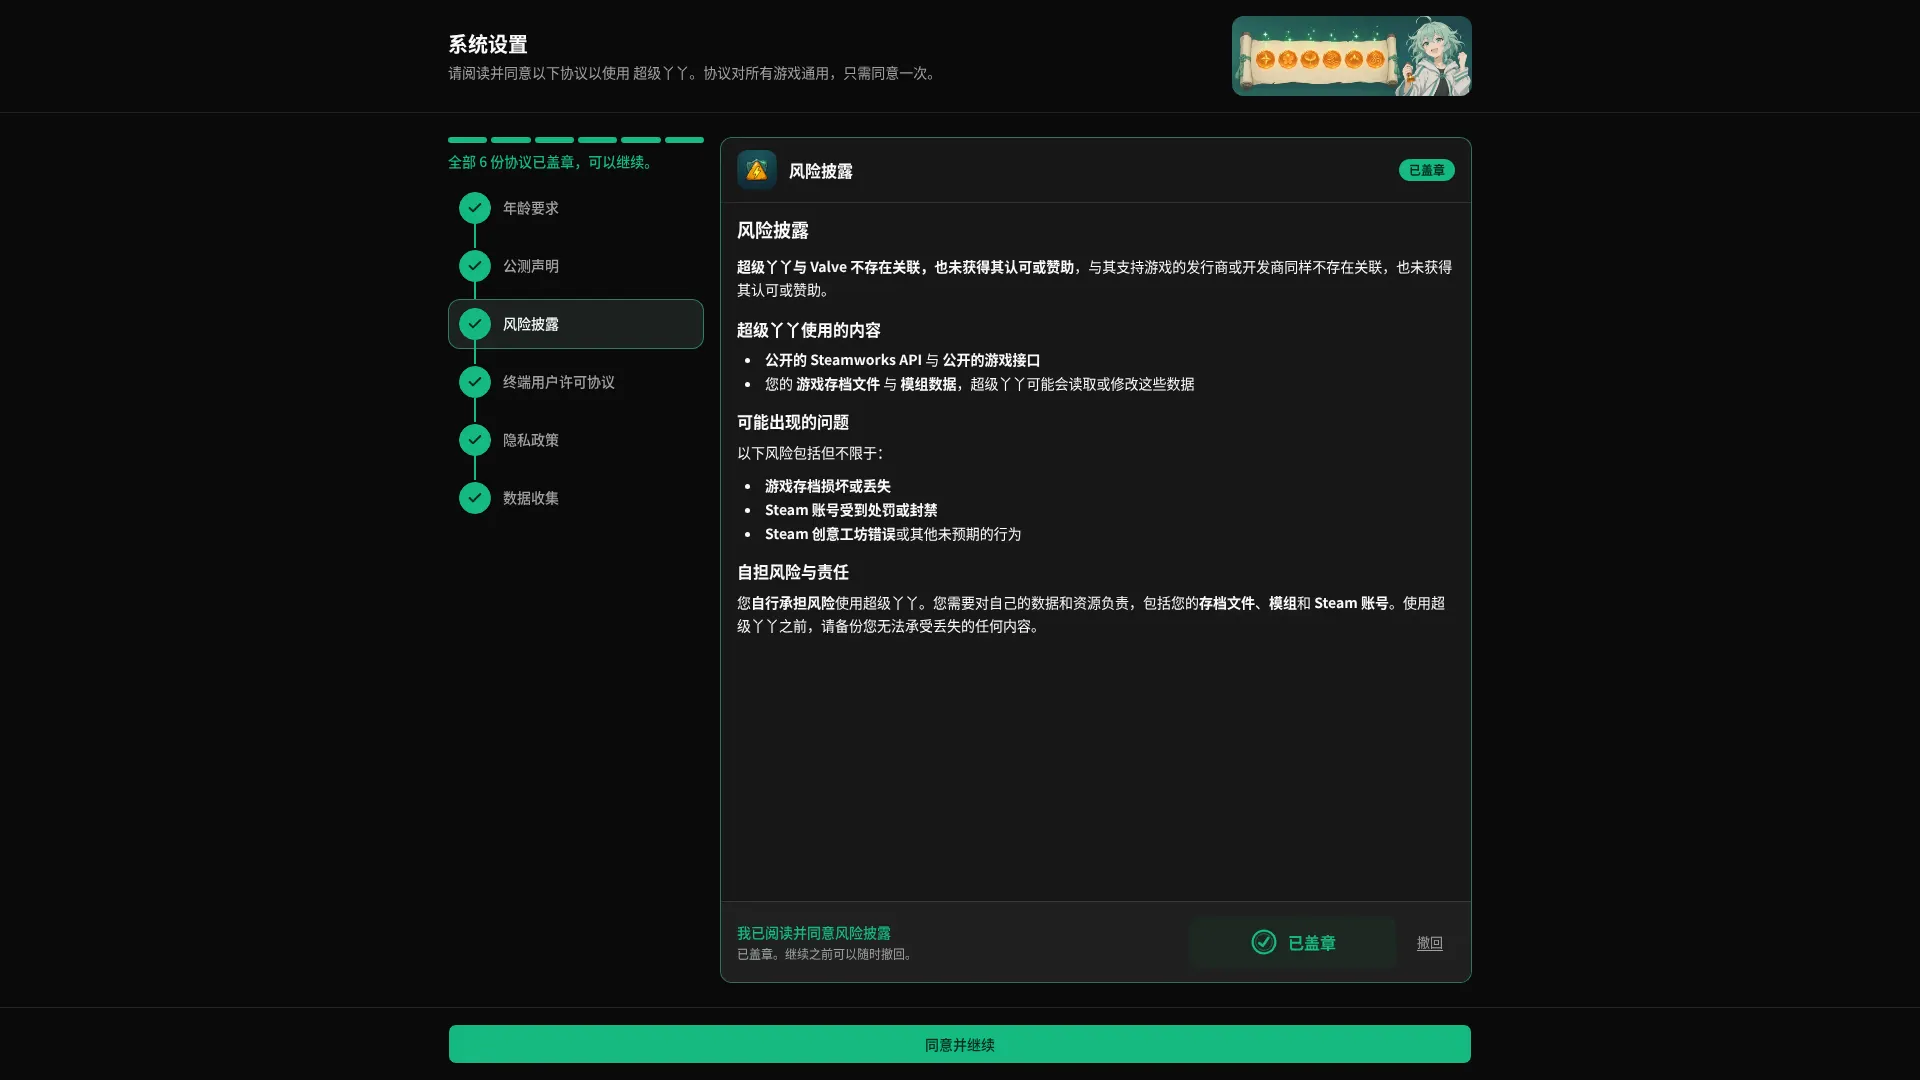 系统设置
请阅读并同意以下协议以使用 超级丫丫。协议对所有游戏通用，只需同意一次。
全部 6 份协议已盖章，可以继续。
年龄要求
公测声明
风险披露
终端用户许可协议
隐私政策
数据收集
风险披露
已盖章
风险披露
超级丫丫与 Valve 不存在关联，也未获得其认可或赞助，与其支持游戏的发行商或开发商同样不存在关联，也未获得
其认可或赞助。
超级丫丫使用的内容
• 公开的 Steamworks API 与 公开的游戏接口
• 您的 游戏存档文件 与 模组数据，超级丫丫可能会读取或修改这些数据
可能出现的问题
以下风险包括但不限于：
• 游戏存档损坏或丢失
• Steam 账号受到处罚或封禁
• Steam 创意工坊错误或其他未预期的行为
自担风险与责任
您自行承担风险使用超级丫丫。您需要对自己的数据和资源负责，包括您的存档文件、模组和 Steam 账号。使用超
级丫丫之前，请备份您无法承受丢失的任何内容。
我已阅读并同意风险披露
已盖章。继续之前可以随时撤回。
已盖章
撤回
同意并继续